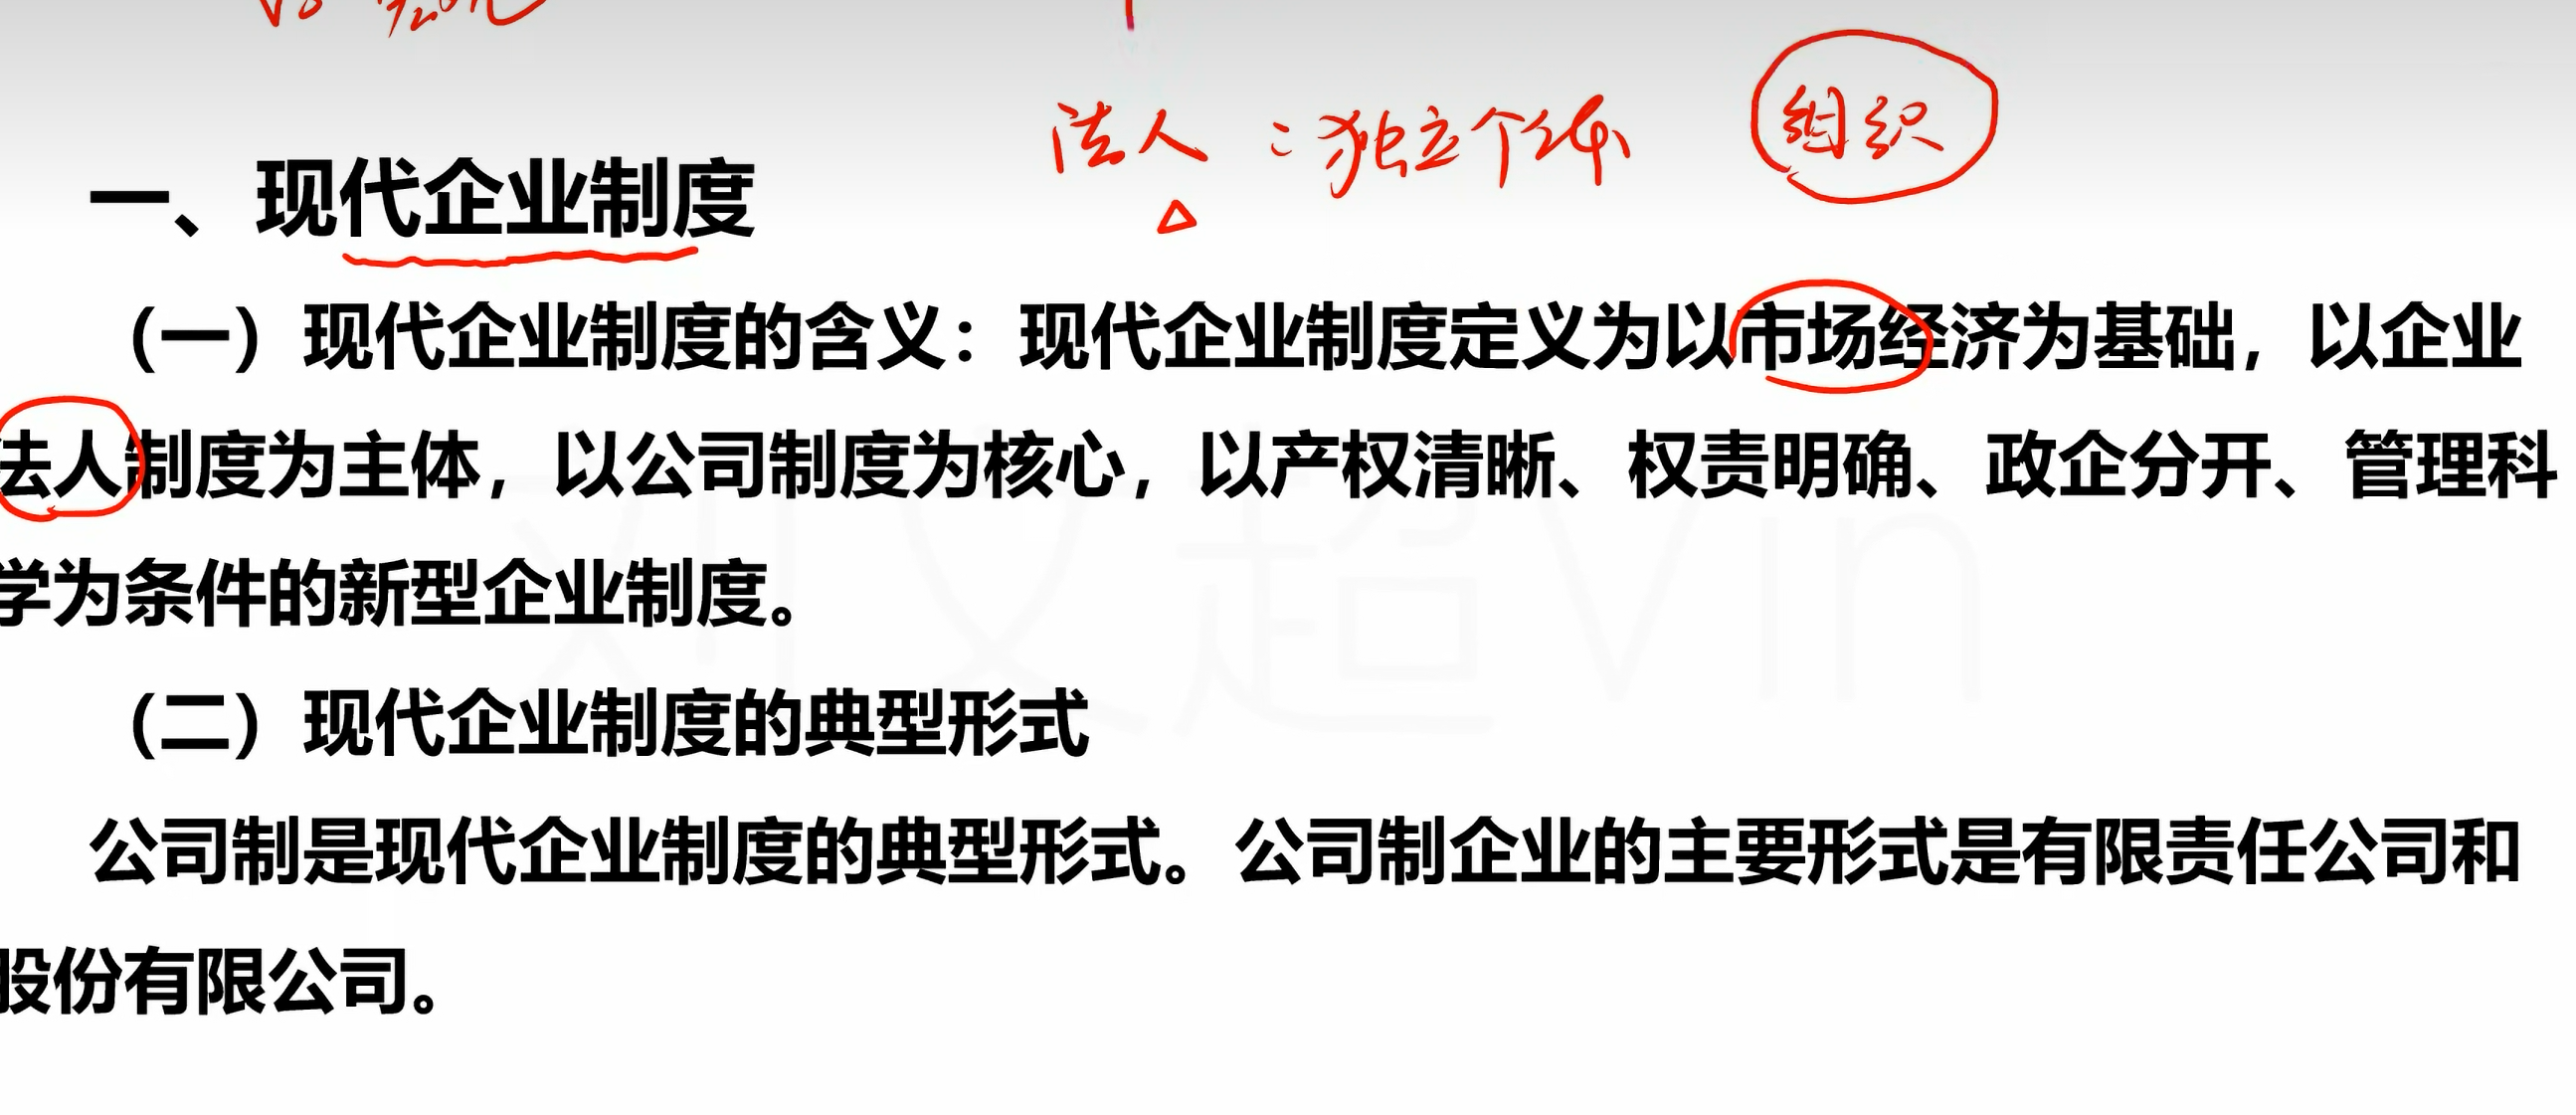 法人：独立个体 组织
一、现代企业制度
（一）现代企业制度的含义：现代企业制度定义为以市场经济为基础，以企业
法人制度为主体，以公司制度为核心，以产权清晰、权责明确、政企分开、管理科
学为条件的新型企业制度。
（二）现代企业制度的典型形式
公司制是现代企业制度的典型形式。公司制企业的主要形式是有限责任公司和
股份有限公司。
刘文超Vin